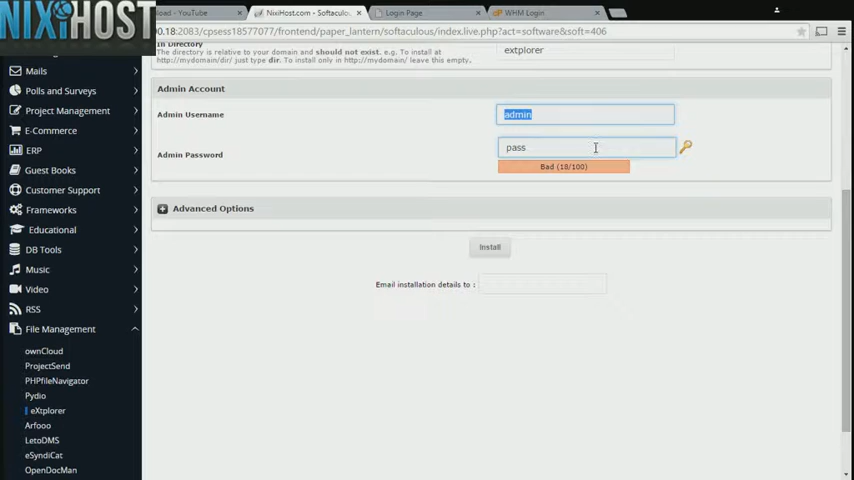 NIXIHOST
load - YouTube
NixiHost.com - Softaculou
Login Page
WHM Login
00.18:2083/cpsess18577077/frontend/paper_lantern/softaculous/index.live.php?act=software&soft=406
Mails
Polls and Surveys
Project Management
E-Commerce
ERP
Guest Books
Customer Support
Frameworks
Educational
DB Tools
Music
Video
RSS
File Management
ownCloud
ProjectSend
PHPfileNavigator
Pydio
eXtplorer
Arfooo
LetoDMS
eSyndiCat
OpenDocMan
In Directory
The directory is relative to your domain and should not exist. e.g. To install at
http://mydomain/dir/ just type dir. To install only in http://mydomain/ leave this empty.
extplorer
Admin Account
Admin Username
admin
Admin Password
pass
Bad (18/100)
Advanced Options
Install
Email installation details to :